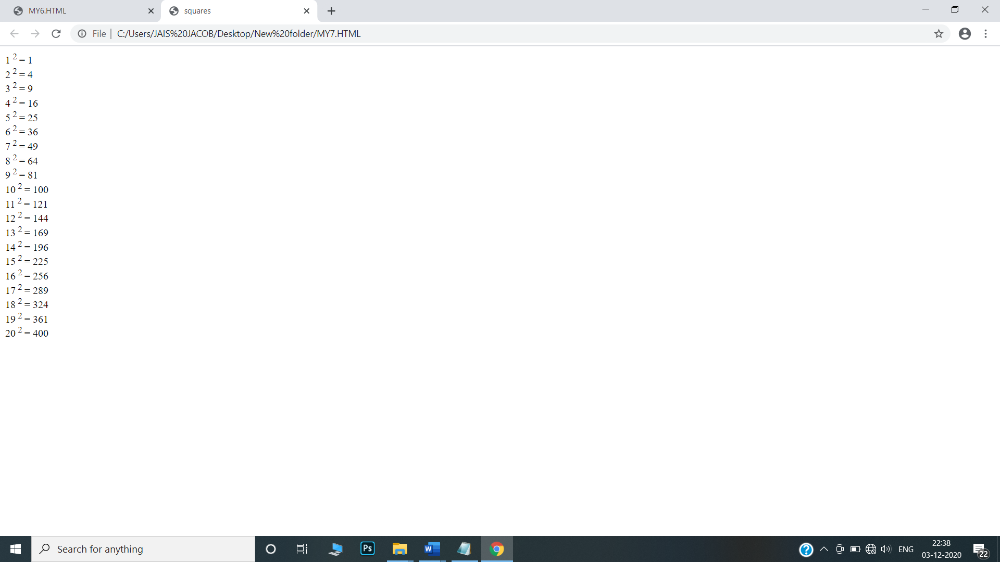 MY6.HTML
squares
File | C:/Users/JAIS%20JACOB/Desktop/New%20folder/MY7.HTML
1 2 = 1
2 2 = 4
3 2 = 9
4 2 = 16
5 2 = 25
6 2 = 36
7 2 = 49
8 2 = 64
9 2 = 81
10 2 = 100
11 2 = 121
12 2 = 144
13 2 = 169
14 2 = 196
15 2 = 225
16 2 = 256
17 2 = 289
18 2 = 324
19 2 = 361
20 2 = 400
Search for anything
Ps
W
?
ENG
22:38
03-12-2020
22